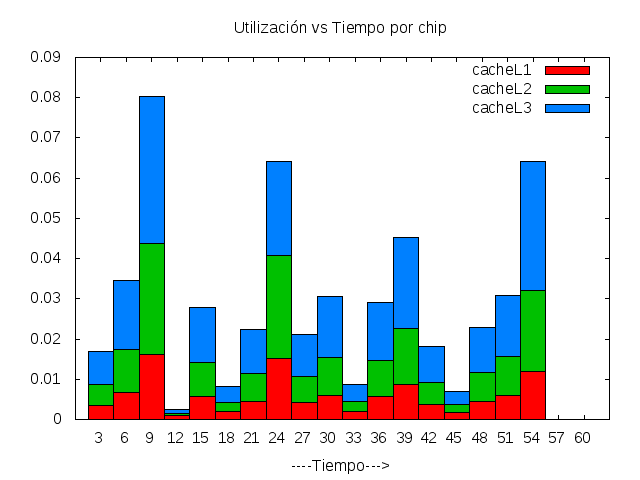 Utilización vs Tiempo por chip
cacheL1
cacheL2
cacheL3
0.09
0.08
0.07
0.06
0.05
0.04
0.03
0.02
0.01
0
3 6 9 12 15 18 21 24 27 30 33 36 39 42 45 48 51 54 57 60
----Tiempo--->